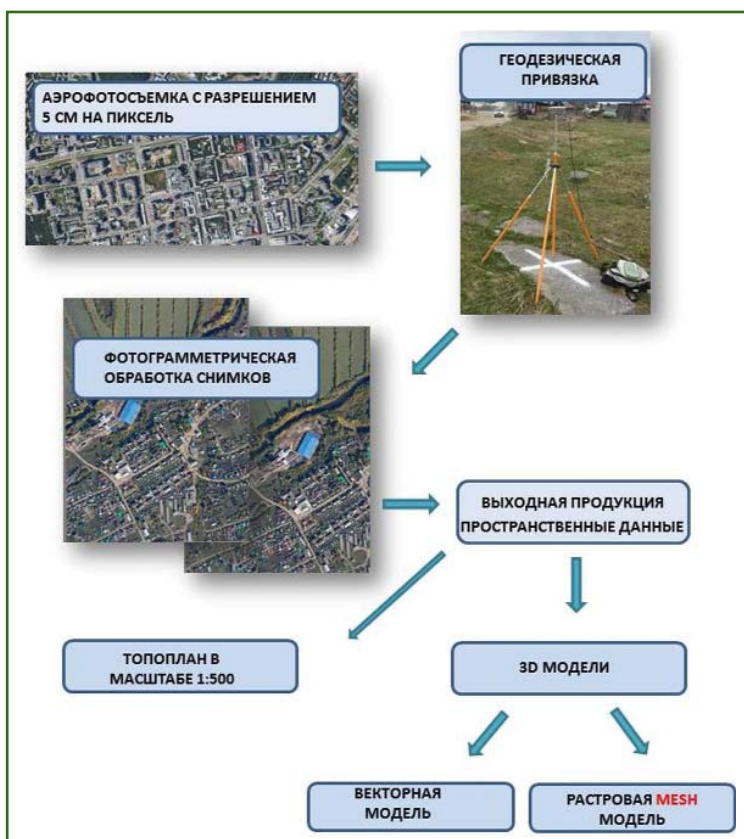 АЭРОФОТОСЪЕМКА С РАЗРЕШЕНИЕМ
5 СМ НА ПИКСЕЛЬ
ГЕОДЕЗИЧЕСКАЯ
ПРИВЯЗКА
ФОТОГРАММЕТРИЧЕСКАЯ
ОБРАБОТКА СНИМКОВ
ВЫХОДНАЯ ПРОДУКЦИЯ
ПРОСТРАНСТВЕННЫЕ ДАННЫЕ
ТОПОПЛАН В
МАСШТАБЕ 1:500
3D МОДЕЛИ
ВЕКТОРНАЯ
МОДЕЛЬ
РАСТРОВАЯ MESH
МОДЕЛЬ